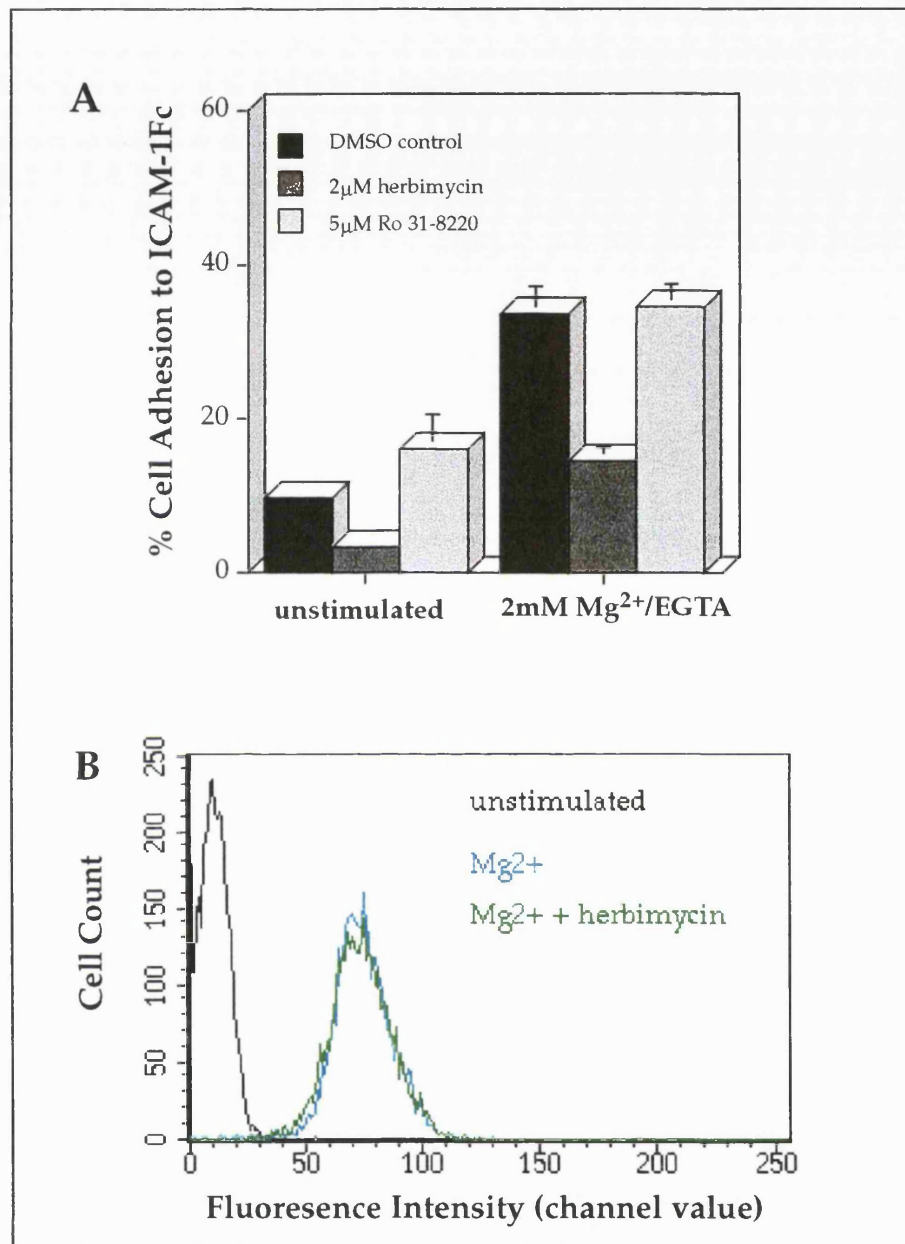 A
% Cell Adhesion to ICAM-1Fc
60
40
20
0
DMSO control
2μM herbimycin
5μM Ro 31-8220
unstimulated
2mM Mg²⁺/EGTA
B
Cell Count
250
200
150
100
50
0
unstimulated
Mg2+
Mg2+ + herbimycin
0
50
100
150
200
250
Fluoresence Intensity (channel value)